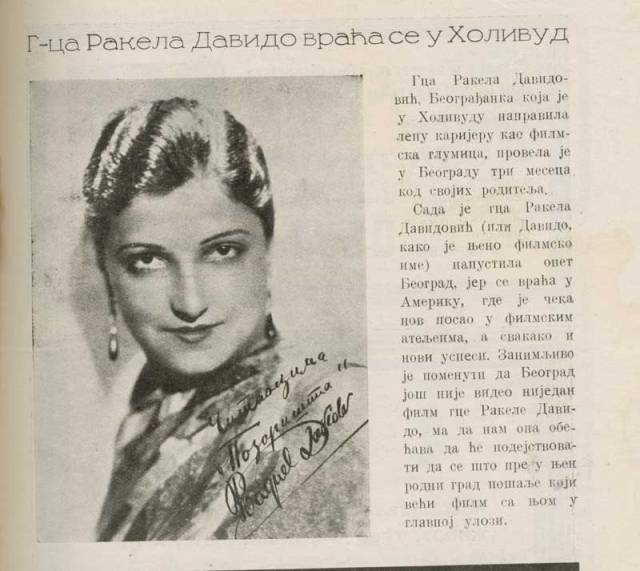 Г-ца Ракела Давидо враћа се у Холивуд
Гца Ракела Давидо-
вић, Београђанка која је
у Холивуду направила
лепу каријеру као филм-
ска глумица, провела је
у Београду три месеца
код својих родитеља.
Сада је гца Ракела
Давидовић (или Давидо,
како је њено филмско
име) напустила опет
Београд, јер се враћа у
Америку, где је чека
нов посао у филмским
атељеима, а свакако и
нови успеси. Занимљиво
је поменути да Београд
још није видео ниједан
филм гце Ракеле Дави-
до, ма да нам она обе-
ћава да ће подејствова-
ти да се што пре у њен
родни град пошаље који
већи филм са њом у
главној улози.
Читаоцима
„Позоришта"
Raquel Davido